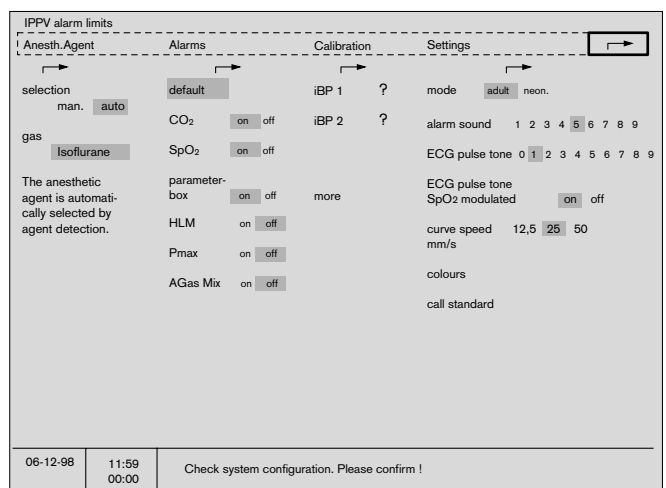 IPPV alarm limits
Anesth.Agent Alarms Calibration Settings
selection
man. auto
gas
Isoflurane
The anesthetic
agent is automati-
cally selected by
agent detection.
default
CO2 on off
SpO2 on off
parameter-
box on off
HLM on off
Pmax on off
AGas Mix on off
iBP 1 ?
iBP 2 ?
more
mode adult neon.
alarm sound 1 2 3 4 5 6 7 8 9
ECG pulse tone 0 1 2 3 4 5 6 7 8 9
ECG pulse tone
SpO2 modulated on off
curve speed 12,5 25 50
mm/s
colours
call standard
06-12-98
11:59
00:00
Check system configuration. Please confirm !